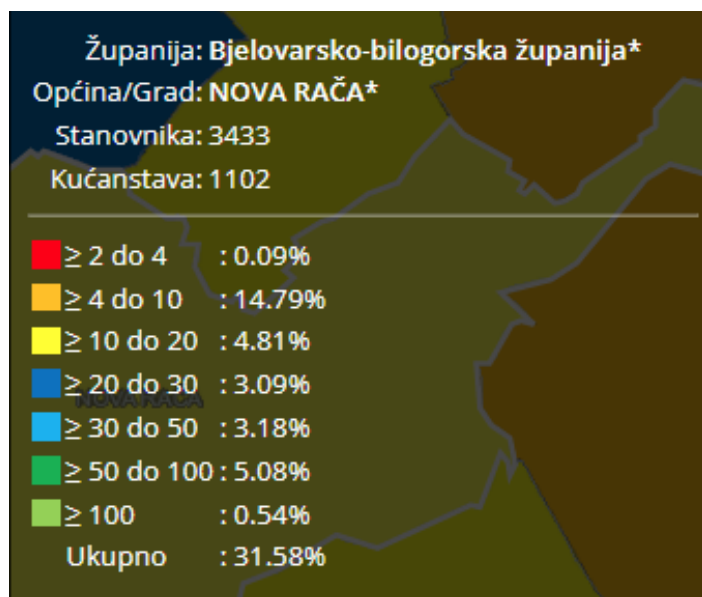 Županija: Bjelovarsko-bilogorska županija*
Općina/Grad: NOVA RAČA*
Stanovnika: 3433
Kućanstava: 1102
≥ 2 do 4 : 0.09%
≥ 4 do 10 : 14.79%
≥ 10 do 20 : 4.81%
≥ 20 do 30 : 3.09%
NOVA RAČA
≥ 30 do 50 : 3.18%
≥ 50 do 100 : 5.08%
≥ 100 : 0.54%
Ukupno : 31.58%